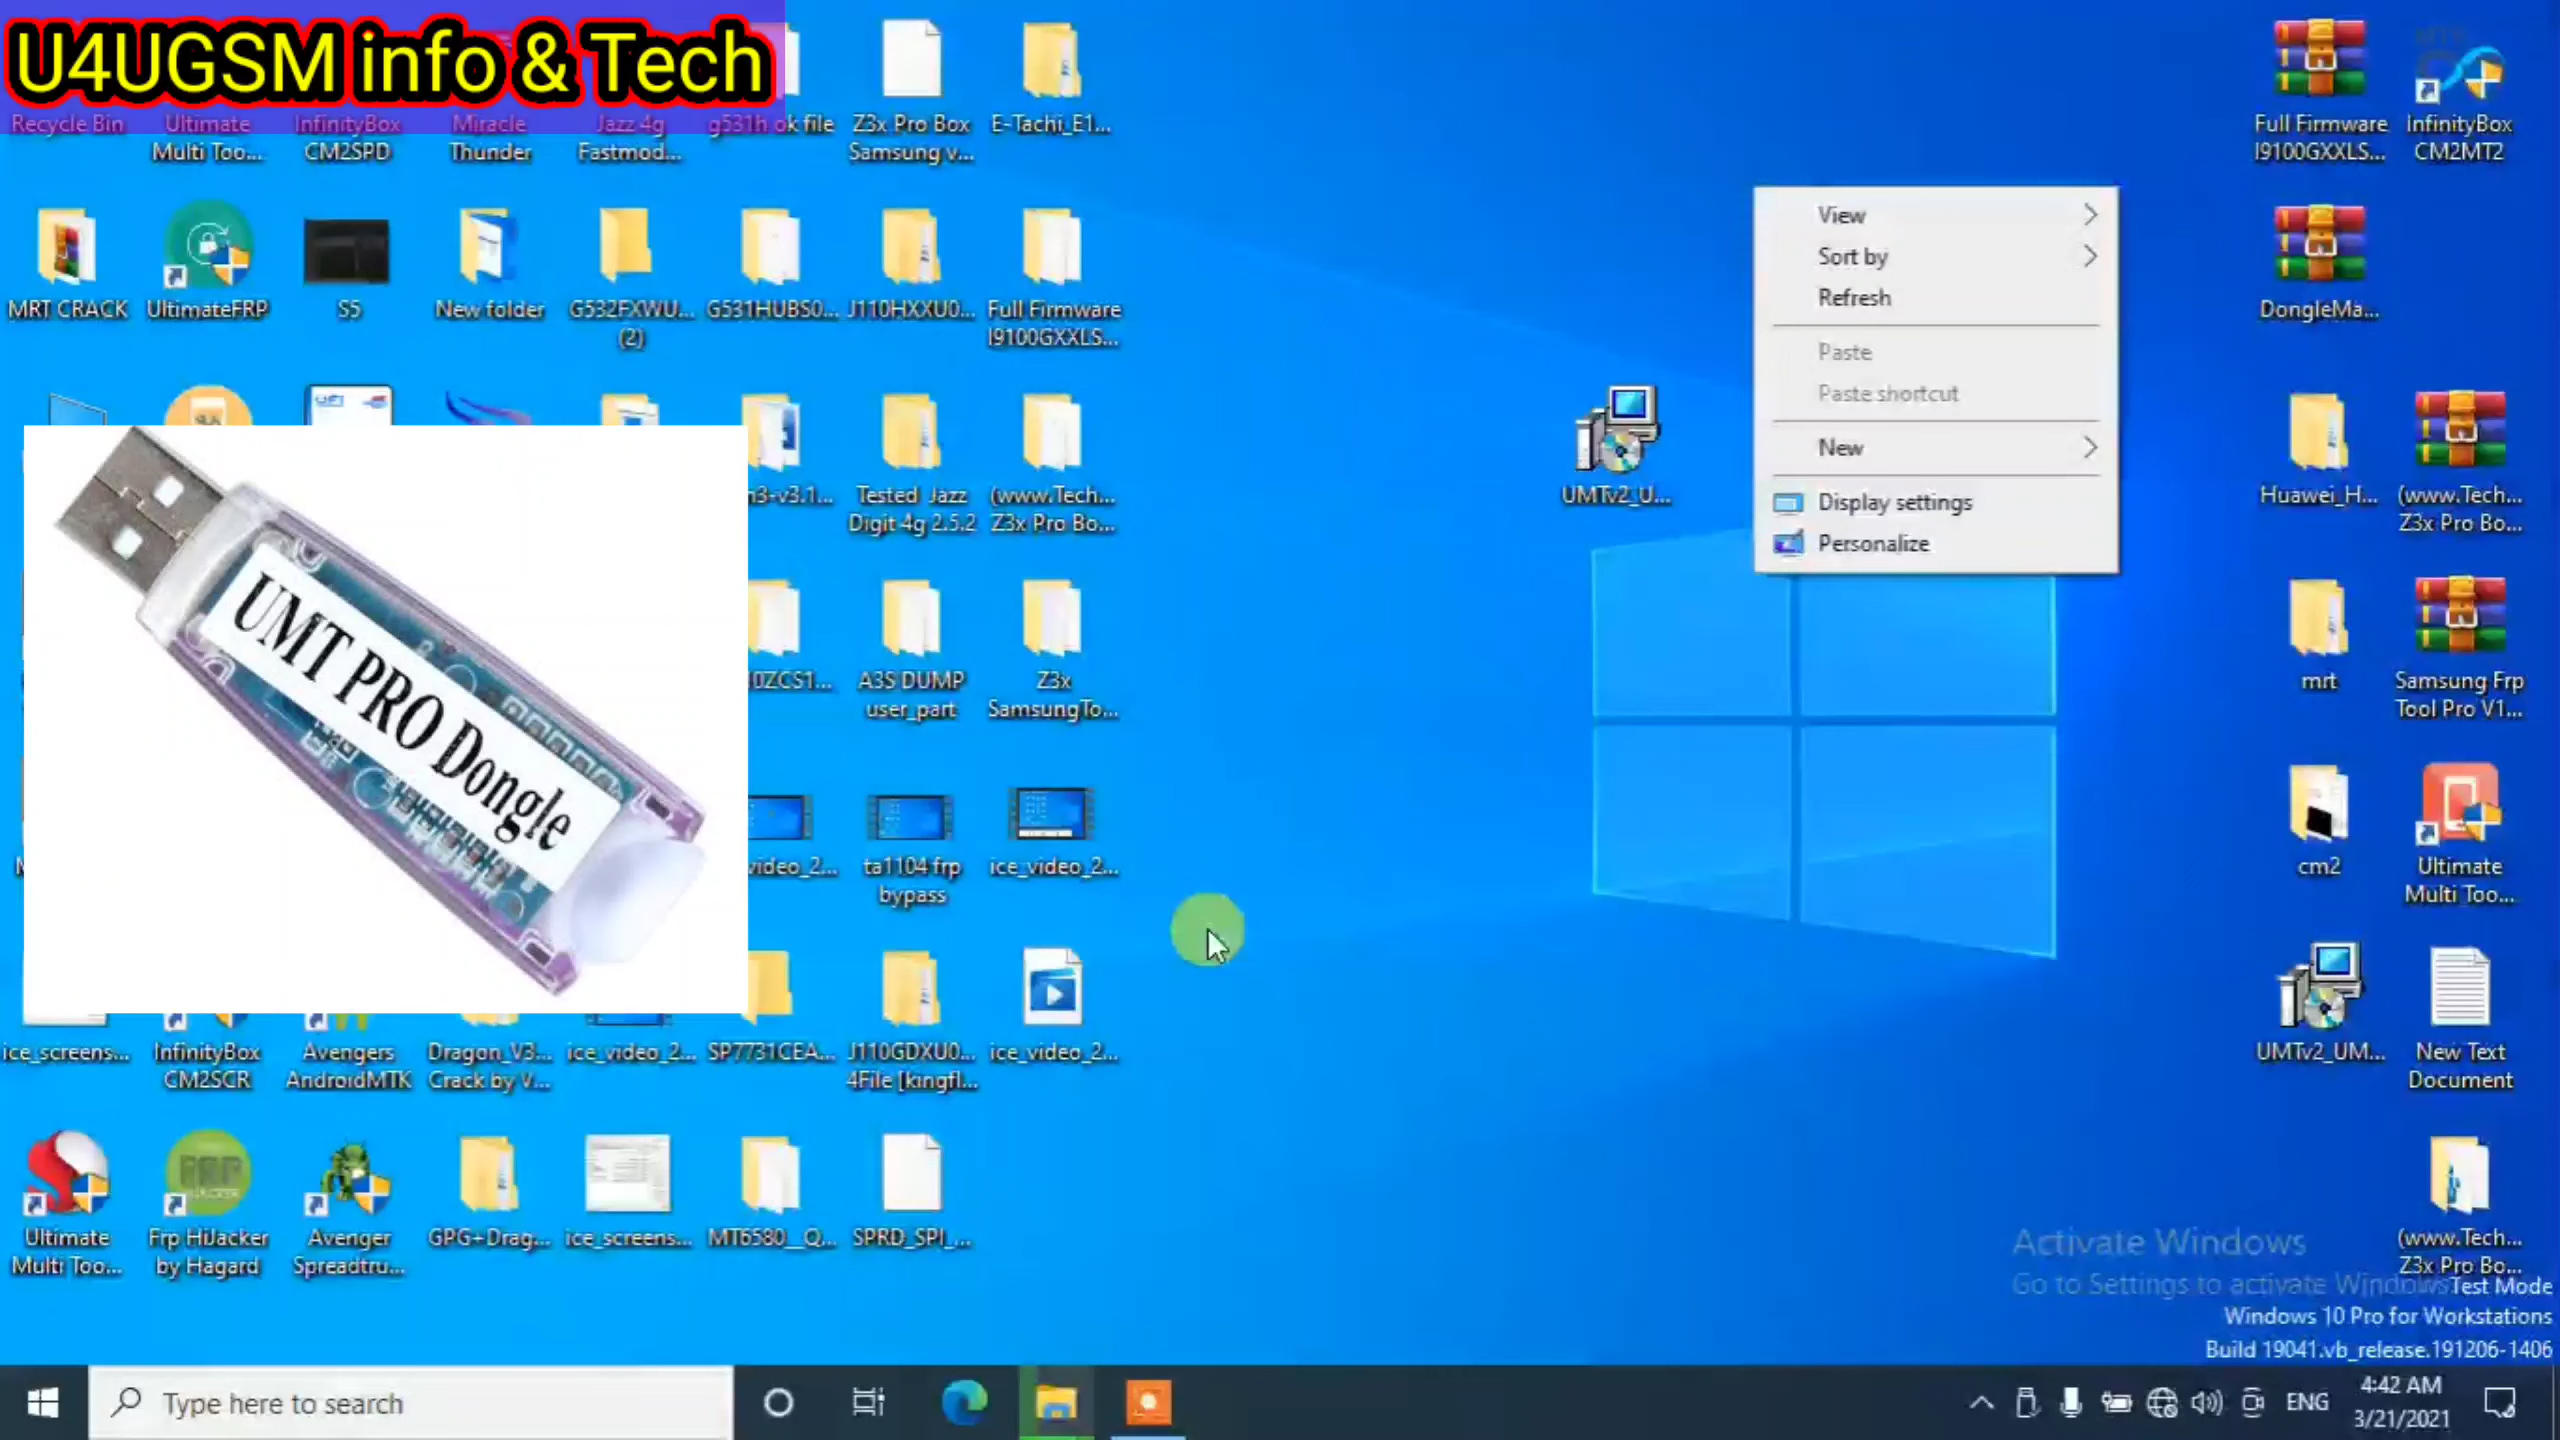 U4UGSM info & Tech
Recycle Bin
Ultimate
Multi Too...
InfinityBox
CM2SPD
Miracle
Thunder
Jazz 4g
Fastmod...
g531h ok file
Z3x Pro Box
Samsung v...
E-Tachi_E1...
Full Firmware
I9100GXXLS...
InfinityBox
CM2MT2
MRT CRACK
UltimateFRP
S5
New folder
G532FXWU...
(2)
G531HUBS0...
J110HXXU0...
Full Firmware
I9100GXXLS...
DongleMa...
View
Sort by
Refresh
Paste
Paste shortcut
New
Display settings
Personalize
UFI
n3-v3.1...
Tested Jazz
Digit 4g 2.5.2
(www.Tech...
Z3x Pro Bo...
UMTv2_U...
Huawei_H...
(www.Tech...
Z3x Pro Bo...
UMT PRO Dongle
0ZCS1...
A3S DUMP
user_part
Z3x
SamsungTo...
mrt
Samsung Frp
Tool Pro V1...
video_2...
ta1104 frp
bypass
ice_video_2...
cm2
Ultimate
Multi Too...
ice_screens...
InfinityBox
CM2SCR
Avengers
AndroidMTK
Dragon_V3...
Crack by V...
ice_video_2...
SP7731CEA...
J110GDXU0...
4File [kingfl...
ice_video_2...
UMTv2_UM...
New Text
Document
Ultimate
Multi Too...
Frp HiJacker
by Hagard
Avenger
Spreadtru...
GPG+Drag...
ice_screens...
MT6580__Q...
SPRD_SPI_...
(www.Tech...
Z3x Pro Bo...
Activate Windows
Go to Settings to activate Windows
Test Mode
Windows 10 Pro for Workstations
Build 19041.vb_release.191206-1406
Type here to search
ENG
4:42 AM
3/21/2021